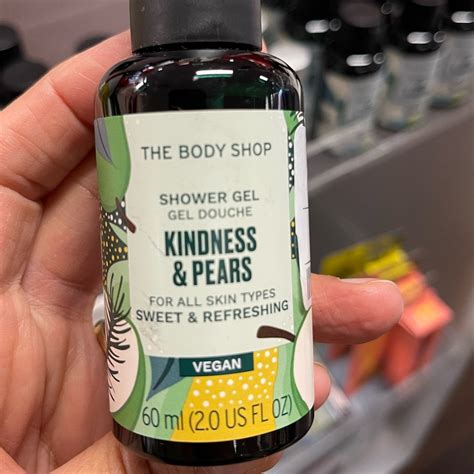 THE BODY SHOP
SHOWER GEL
GEL DOUCHE
KINDNESS
& PEARS
FOR ALL SKIN TYPES
SWEET & REFRESHING
VEGAN
60 ml (2.0 US FL OZ)